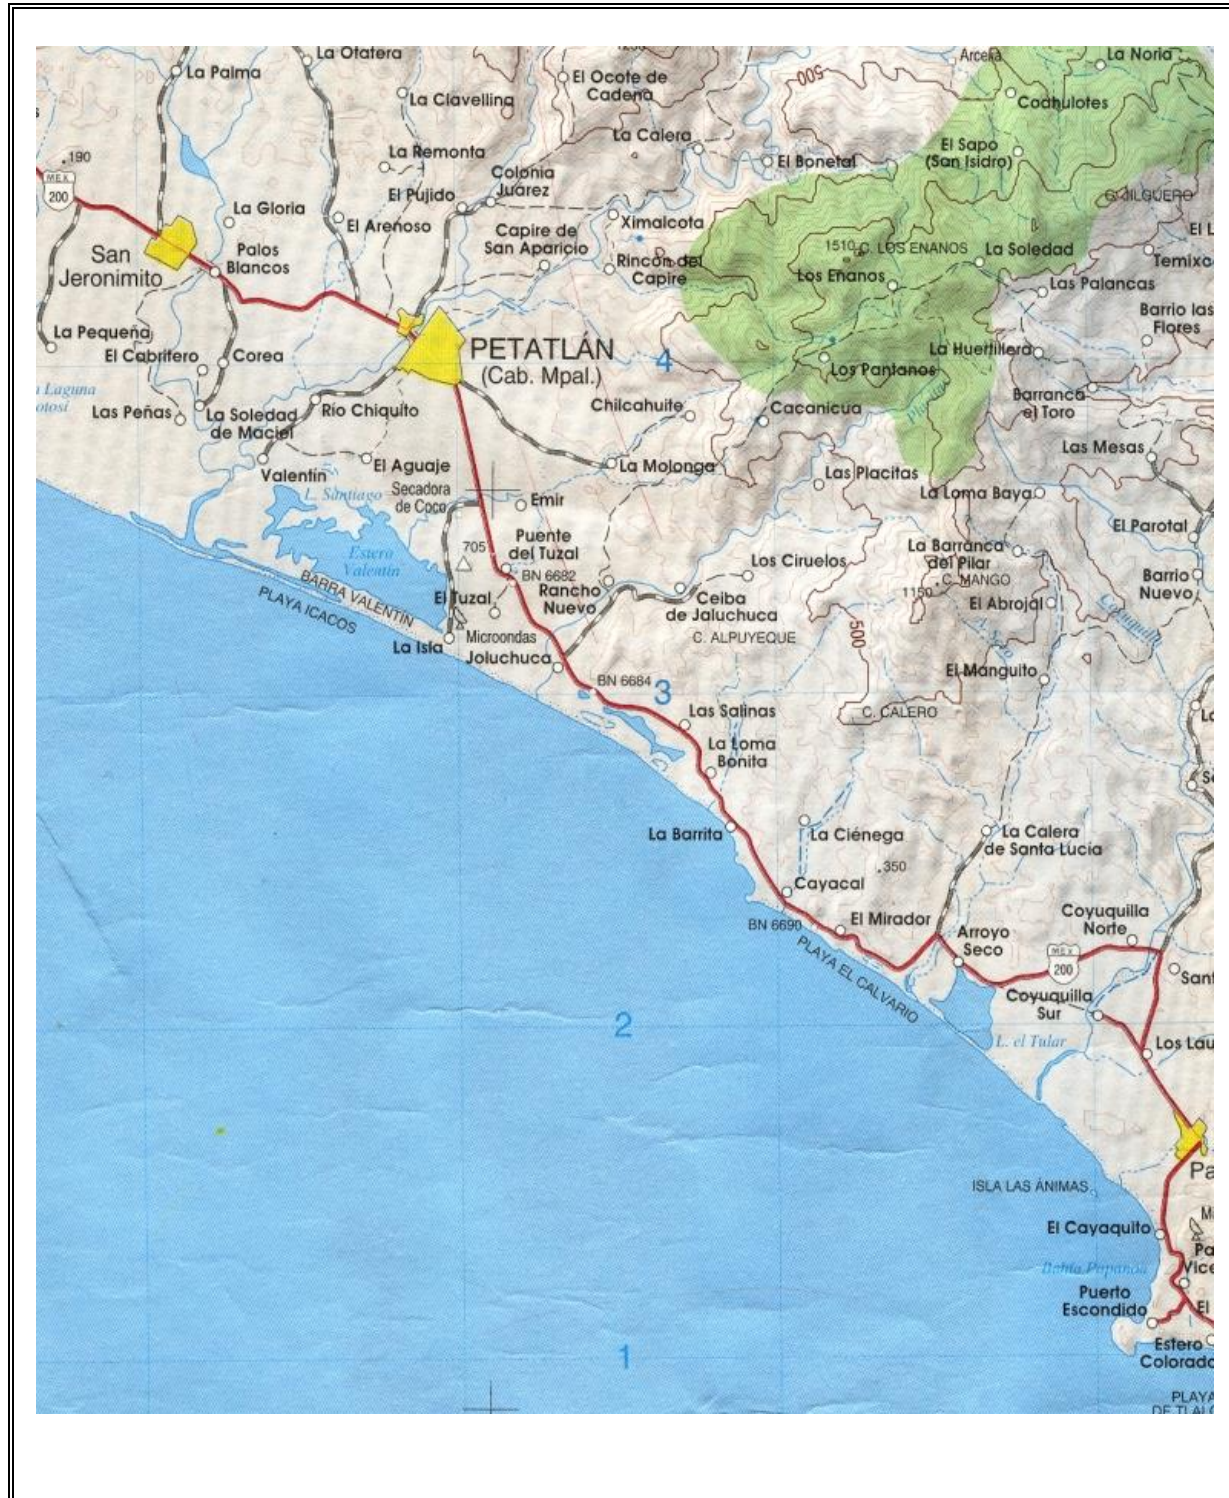 La Otatera
Arcelia
La Noria
La Palma
El Ocote de
Cadena
500
La Clavellina
Coahulotes
La Calera
El Sapo
(San Isidro)
.190
La Remonta
El Bonetal
MEX
200
Colonia
Juárez
El Pujido
La Gloria
El Arenoso
Ximalcota
Capire de
San Aparicio
San
Jeronimito
Palos
Blancos
Rincón del
Capire
1510
C. LOS ENANOS
La Soledad
Los Enanos
Las Palancas
Barrio las
Flores
La Pequeña
El Cabritero
Corea
PETATLÁN
(Cab. Mpal.)
4
La Huertillera
Los Pantanos
Laguna
Las Peñas
La Soledad
de Maciel
Río Chiquito
Chilcahuite
Cacanicua
Barranca
el Toro
Las Mesas
Valentín
El Aguaje
La Molonga
Las Placitas
L. Santiago
Secadora
de Coco
Emir
La Loma Baya
El Parotal
Estero
Valentín
705
Puente
del Tuzal
Los Ciruelos
La Barranca
del Pilar
C. MANGO
1150
BN 6682
BARRA VALENTÍN
PLAYA ICACOS
El Tuzal
Rancho
Nuevo
Ceiba
de Jaluchuca
El Abrojal
Barrio
Nuevo
C. ALPUYEQUE
500
La Isla
Microondas
Joluchuca
El Manguito
BN 6684
3
Las Salinas
C. CALERO
La Loma
Bonita
La Barrita
La Ciénega
La Calera
de Santa Lucía
.350
Cayacal
BN 6690
El Mirador
Arroyo
Seco
Coyuquilla
Norte
PLAYA EL CALVARIO
MEX
200
Coyuquilla
Sur
2
L. el Tular
Los Lau
ISLA LAS ÁNIMAS
Pa
El Cayaquito
Bahía Papanoa
Puerto
Escondido
Estero
Colorado
1
PLAYA